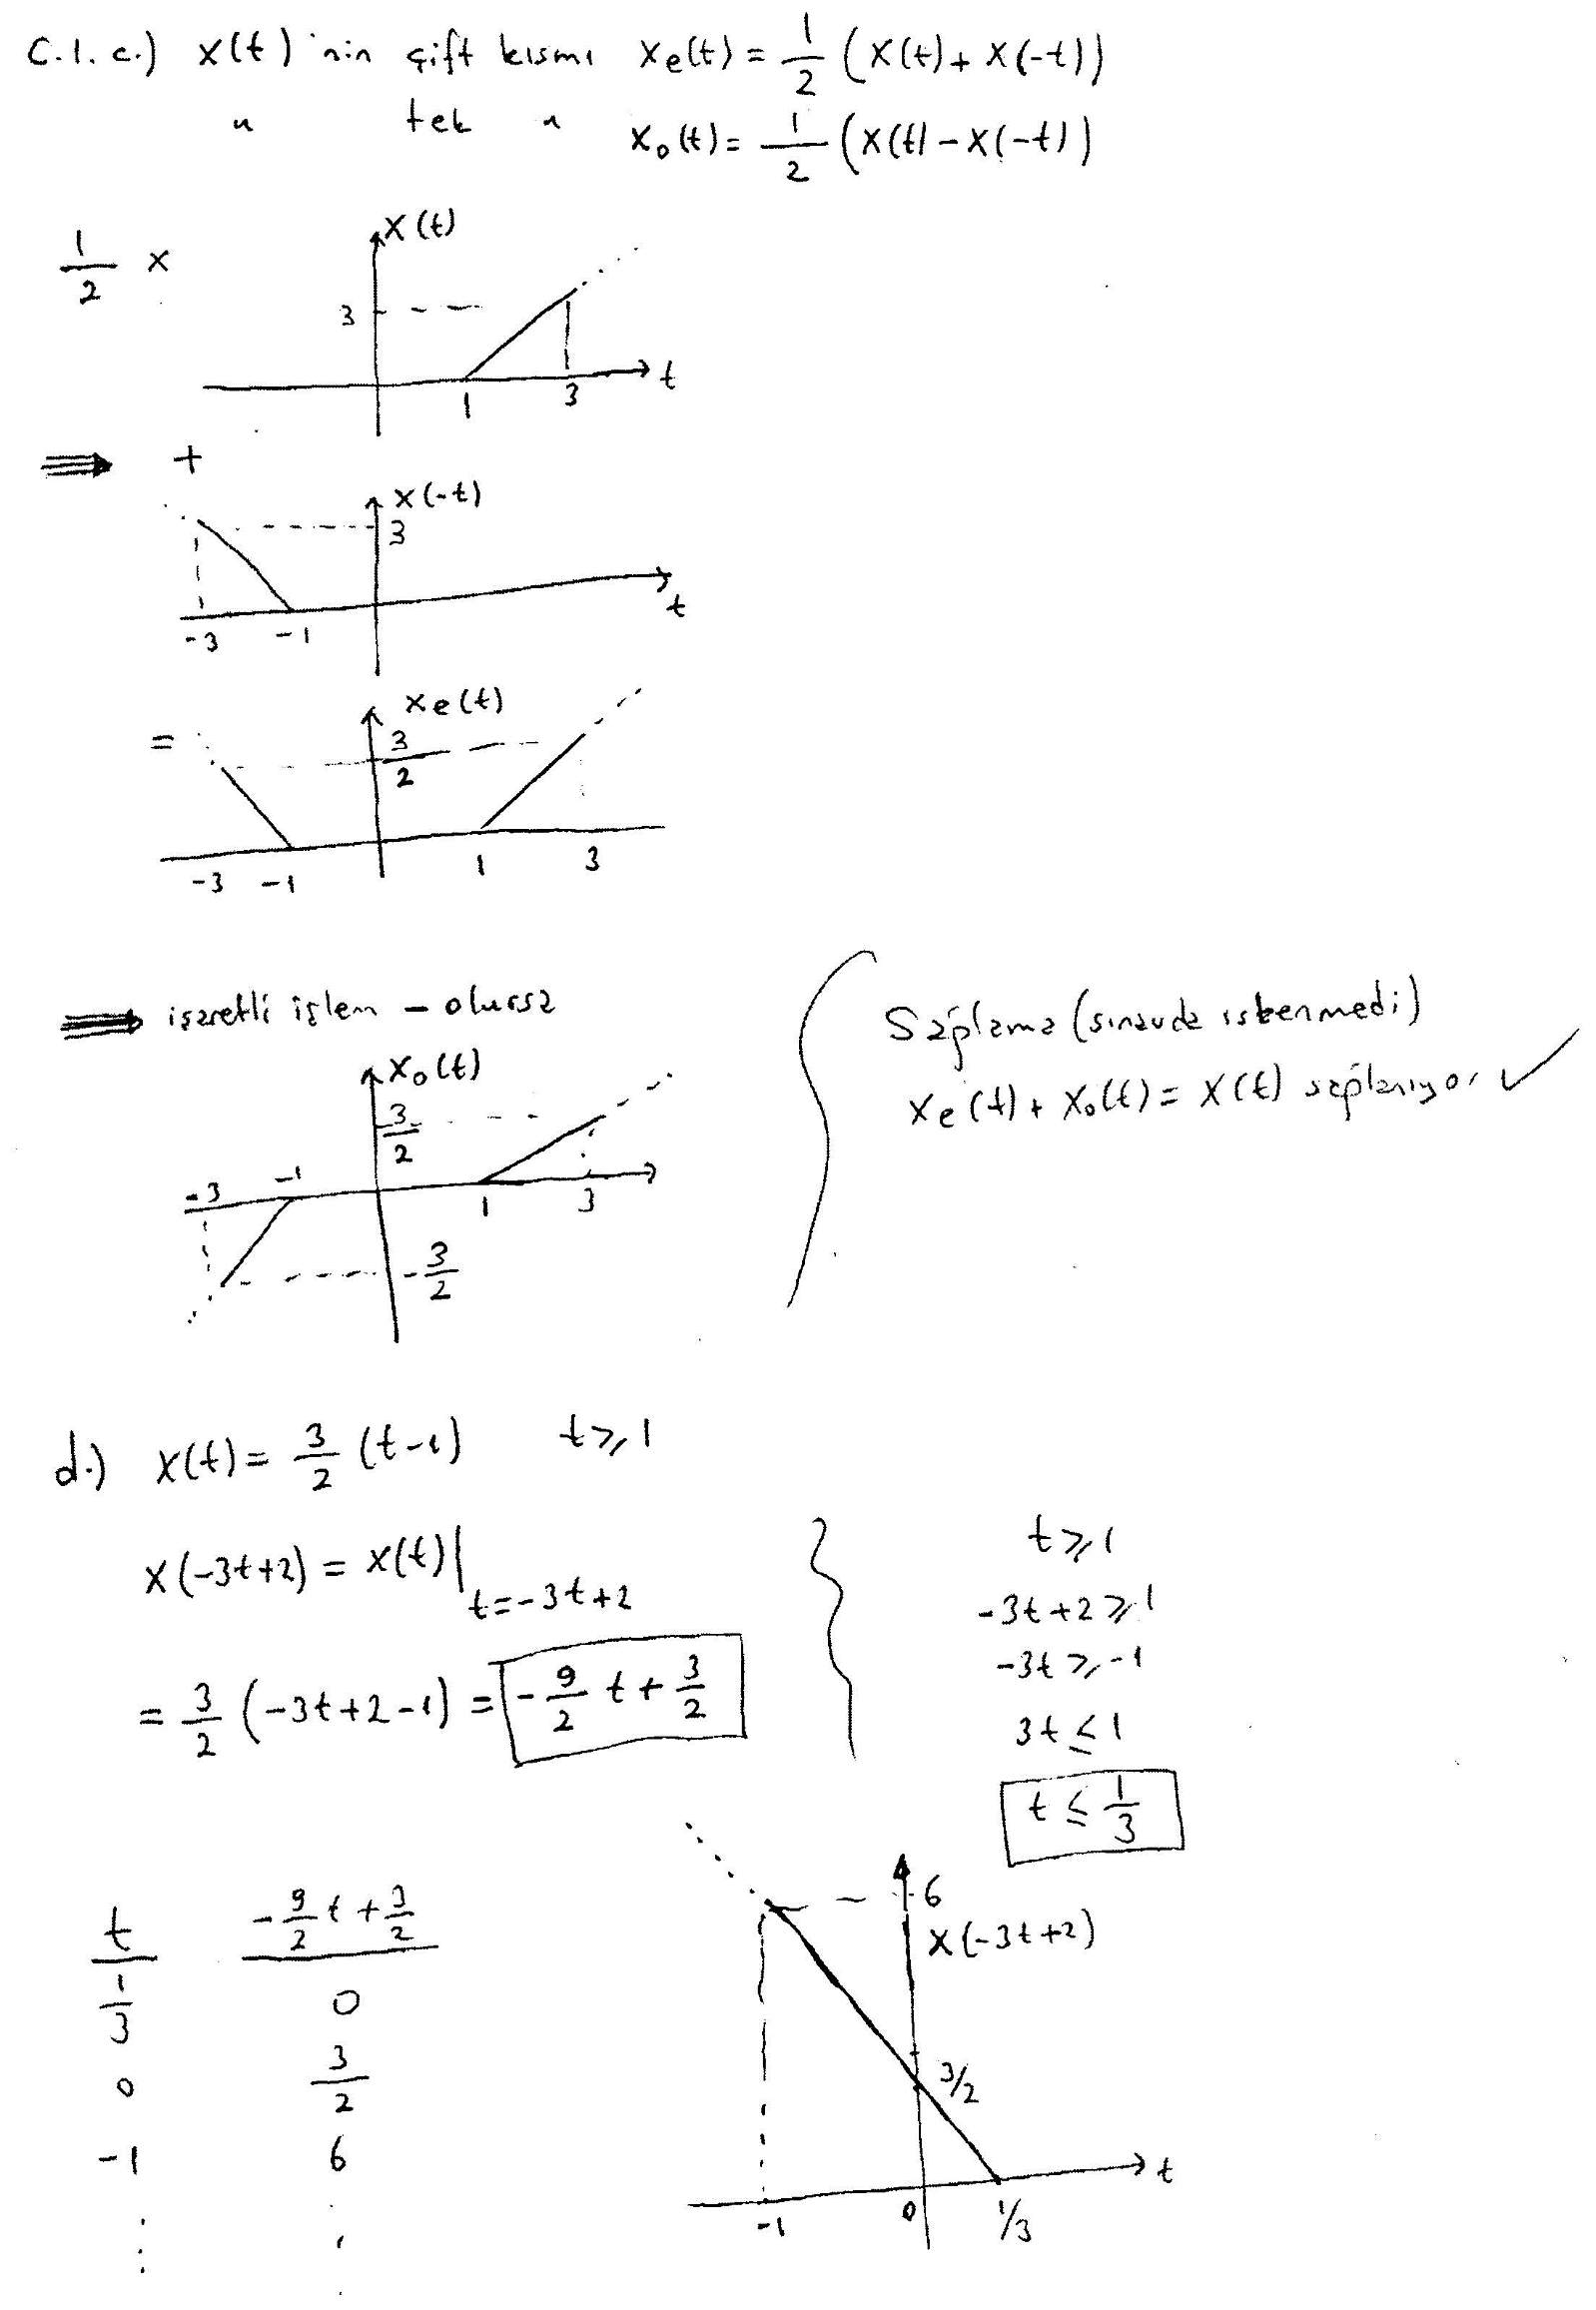 C.1.c.) x(t)'nin çift kısmı xe(t) = 1/2 (x(t) + x(-t))
" tek " xo(t) = 1/2 (x(t) - x(-t))
1/2 x
x(t)
3
t
1 3
⇒ +
x(-t)
3
t
-3 -1
=
xe(t)
3/2
-3 -1 1 3
⇒ işaretli işlem - olursa
xo(t)
3/2
-3 -1 1 3
-3/2
Sağlama (sınavda istenmedi)
xe(t) + xo(t) = x(t) sağlanıyor ✓
d.) x(t) = 3/2 (t-1) t ≥ 1
x(-3t+2) = x(t)|t=-3t+2
= 3/2 (-3t+2-1) = -9/2 t + 3/2
t ≥ 1
-3t+2 ≥ 1
-3t ≥ -1
3t ≤ 1
t ≤ 1/3
t -9/2 t + 3/2
1/3 0
0 3/2
-1 6
⋮ ⋮
6
x(-3t+2)
3/2
t
-1 0 1/3